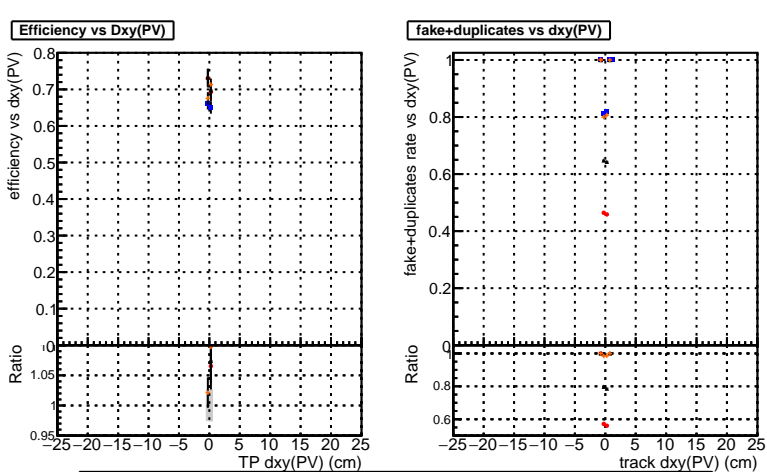 Efficiency vs Dxy(PV)
efficiency vs dxy(PV)
0.8
0.7
0.6
0.5
0.4
0.3
0.2
0.1
0
Ratio
1.05
1
0.95
−25 −20 −15 −10 −5 0 5 10 15 20 25
TP dxy(PV) (cm)
fake+duplicates vs dxy(PV)
fake+duplicates rate vs dxy(PV)
1
0.8
0.6
0.4
0.2
0
Ratio
1
0.8
0.6
−25 −20 −15 −10 −5 0 5 10 15 20 25
track dxy(PV) (cm)